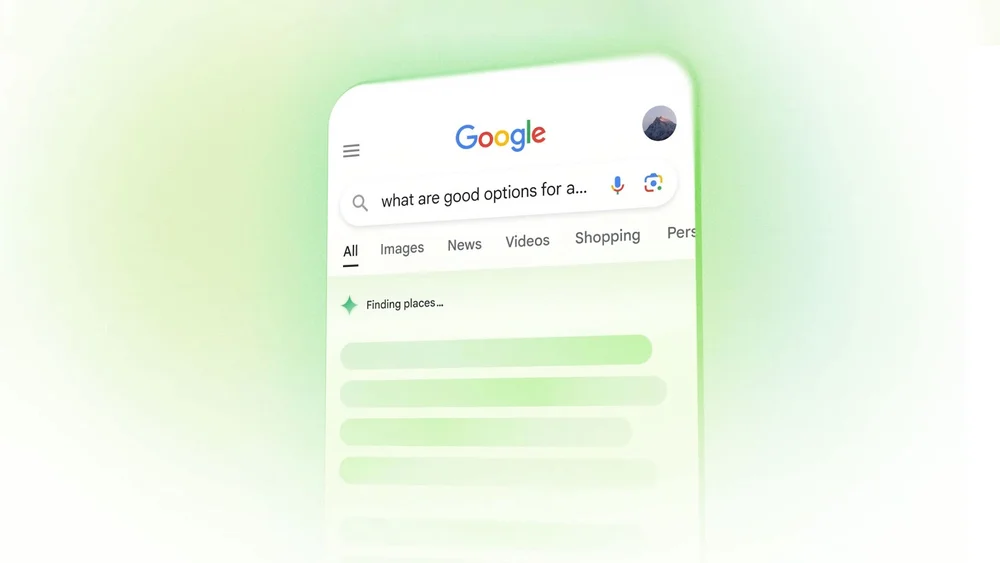 Google
what are good options for a...
All Images News Videos Shopping Pers
Finding places...